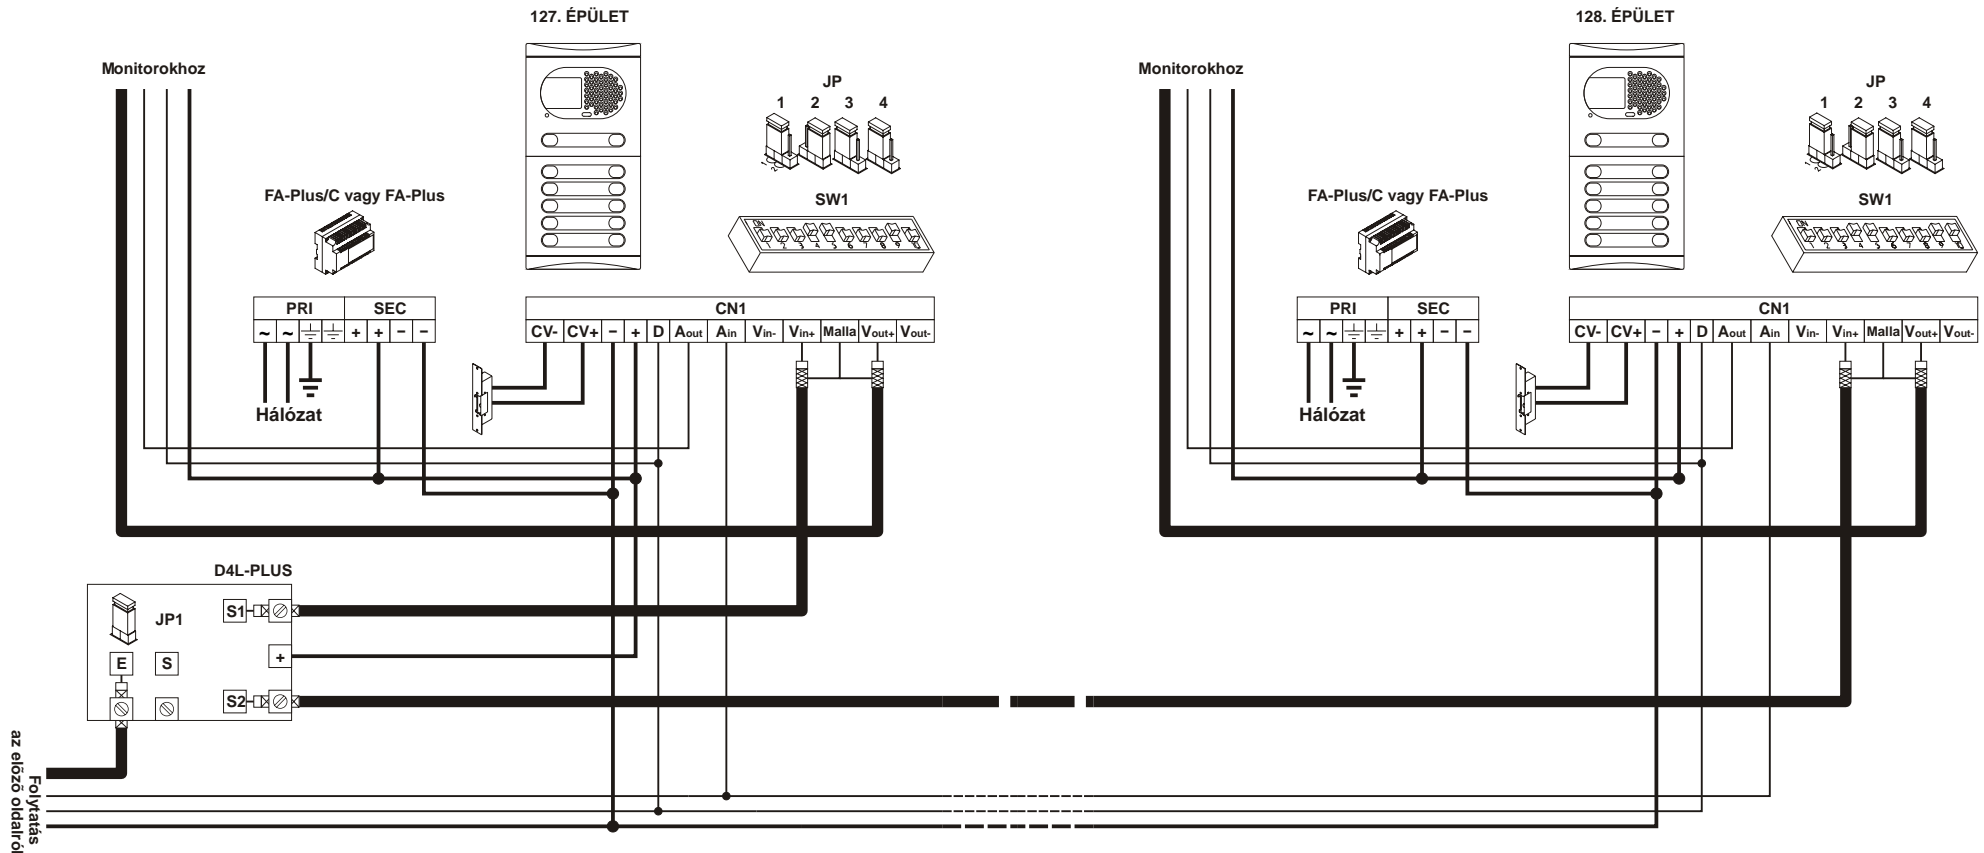 127. ÉPÜLET
128. ÉPÜLET
Monitorokhoz
JP
1 2 3 4
Monitorokhoz
JP
1 2 3 4
FA-Plus/C vagy FA-Plus
SW1
FA-Plus/C vagy FA-Plus
SW1
PRI SEC
~ ~ + + – –
CN1
CV- CV+ – + D Aout Ain Vin- Vin+ Malla Vout+ Vout-
PRI SEC
~ ~ + + – –
CN1
CV- CV+ – + D Aout Ain Vin- Vin+ Malla Vout+ Vout-
Hálózat
Hálózat
D4L-PLUS
JP1
S1
E S
+
S2
Folytatás
az előző oldalról